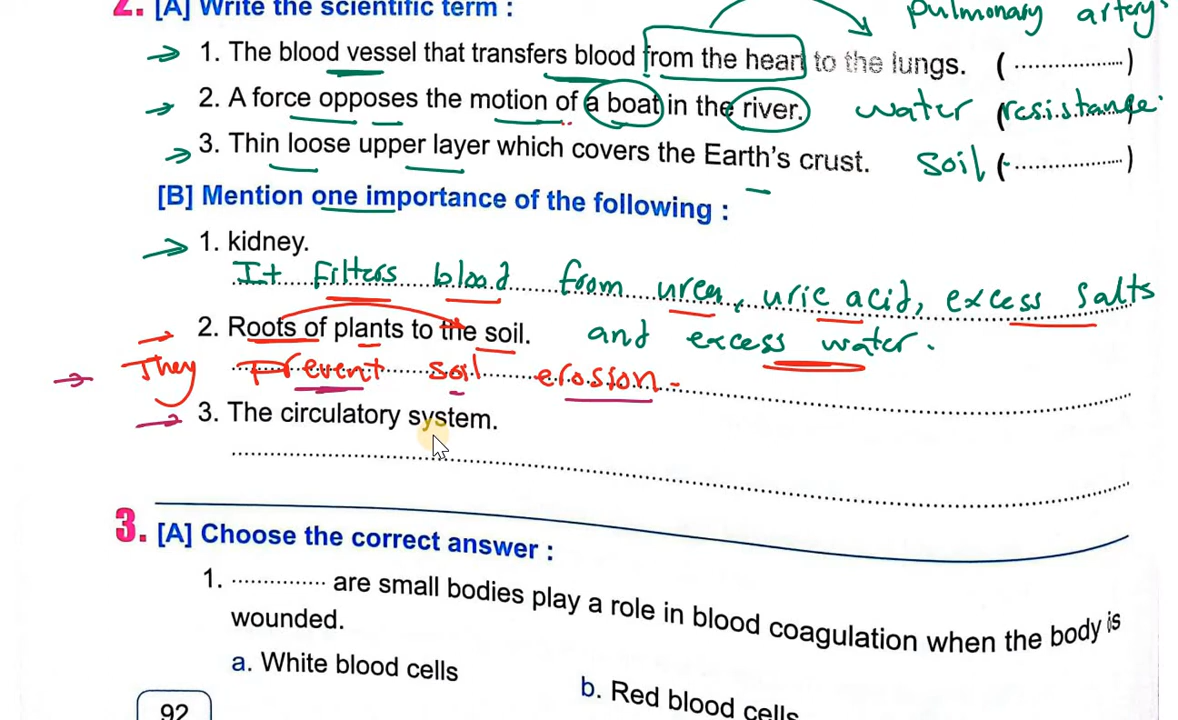 2. [A] Write the scientific term :
pulmonary artery.
1. The blood vessel that transfers blood from the heart to the lungs. (....................)
2. A force opposes the motion of a boat in the river. water (resistance.
3. Thin loose upper layer which covers the Earth's crust. soil (....................)
[B] Mention one importance of the following :
1. kidney.
It filters blood from urea, uric acid, excess salts
2. Roots of plants to the soil. and excess water.
They prevent soil erosion.
3. The circulatory system.
3. [A] Choose the correct answer :
1. ............... are small bodies play a role in blood coagulation when the body is
wounded.
a. White blood cells
b. Red blood cells
92